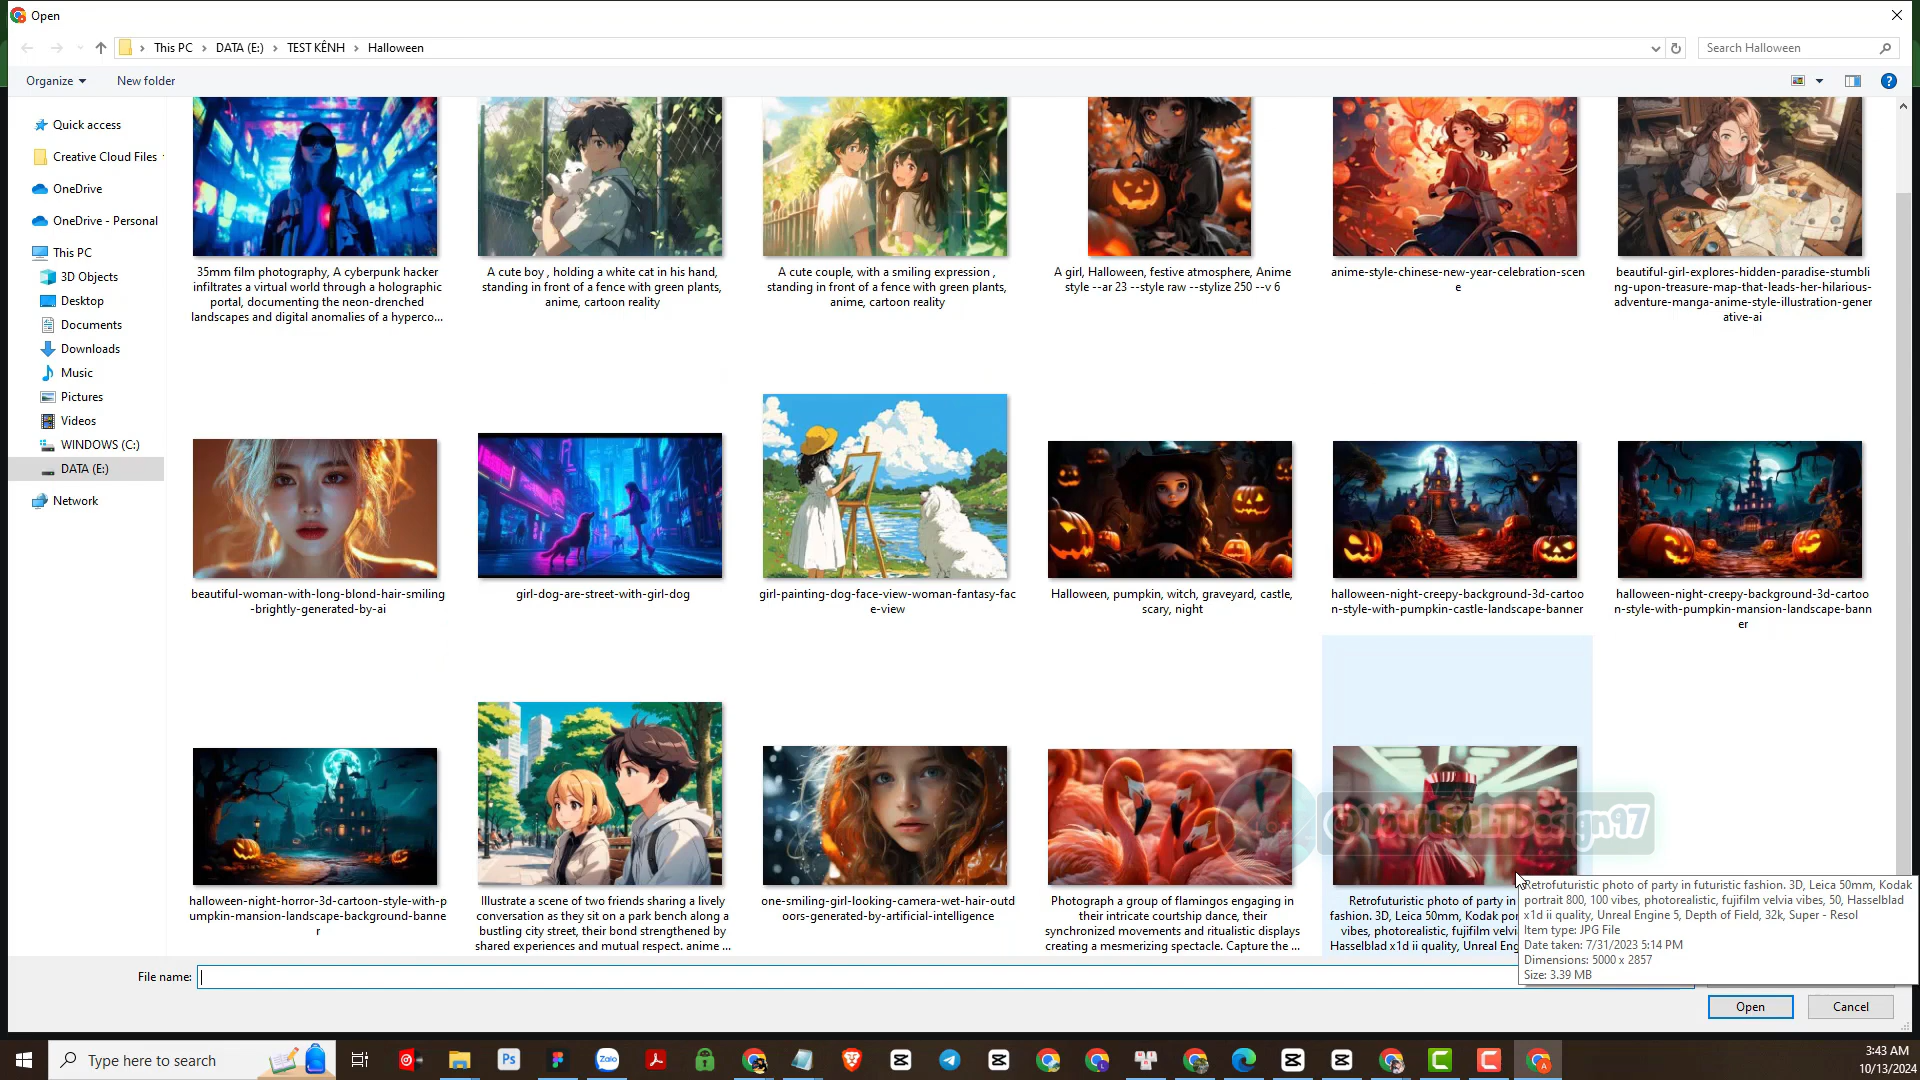 Open
This PC
DATA (E:)
TEST KÊNH
Halloween
Search Halloween
Organize
New folder
Quick access
Creative Cloud Files
OneDrive
OneDrive - Personal
This PC
3D Objects
Desktop
Documents
Downloads
Music
Pictures
Videos
WINDOWS (C:)
DATA (E:)
Network
35mm film photography, A cyberpunk hacker
infiltrates a virtual world through a holographic
portal, documenting the neon-drenched
landscapes and digital anomalies of a hyperco...
A cute boy , holding a white cat in his hand,
standing in front of a fence with green plants,
anime, cartoon reality
A cute couple, with a smiling expression ,
standing in front of a fence with green plants,
anime, cartoon reality
A girl, Halloween, festive atmosphere, Anime
style --ar 23 --style raw --stylize 250 --v 6
anime-style-chinese-new-year-celebration-scen
e
beautiful-girl-explores-hidden-paradise-stumbli
ng-upon-treasure-map-that-leads-her-hilarious-
adventure-manga-anime-style-illustration-gener
ative-ai
beautiful-woman-with-long-blond-hair-smiling
-brightly-generated-by-ai
girl-dog-are-street-with-girl-dog
girl-painting-dog-face-view-woman-fantasy-fac
e-view
Halloween, pumpkin, witch, graveyard, castle,
scary, night
halloween-night-creepy-background-3d-cartoo
n-style-with-pumpkin-castle-landscape-banner
halloween-night-creepy-background-3d-cartoo
n-style-with-pumpkin-mansion-landscape-bann
er
halloween-night-horror-3d-cartoon-style-with-p
umpkin-mansion-landscape-background-banne
r
Illustrate a scene of two friends sharing a lively
conversation as they sit on a park bench along a
bustling city street, their bond strengthened by
shared experiences and mutual respect. anime ...
one-smiling-girl-looking-camera-wet-hair-outd
oors-generated-by-artificial-intelligence
Photograph a group of flamingos engaging in
their intricate courtship dance, their
synchronized movements and ritualistic displays
creating a mesmerizing spectacle. Capture the ...
Retrofuturistic photo of party in
fashion. 3D, Leica 50mm, Kodak por
vibes, photorealistic, fujifilm velvi
Hasselblad x1d ii quality, Unreal Eng
Retrofuturistic photo of party in futuristic fashion. 3D, Leica 50mm, Kodak
portrait 800, 100 vibes, photorealistic, fujifilm velvia vibes, 50, Hasselblad
x1d ii quality, Unreal Engine 5, Depth of Field, 32k, Super - Resol
Item type: JPG File
Date taken: 7/31/2023 5:14 PM
Dimensions: 5000 x 2857
Size: 3.39 MB
File name:
Open
Cancel
Type here to search
Ps
Zalo
3:43 AM
10/13/2024